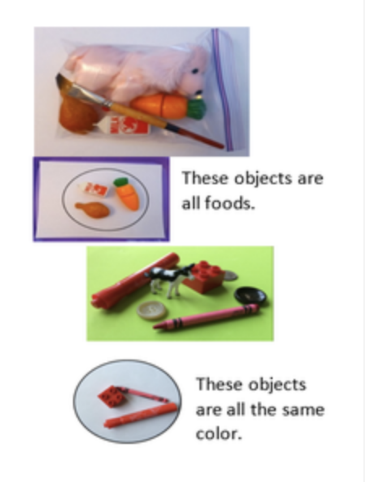 These objects are
all foods.
These objects
are all the same
color.